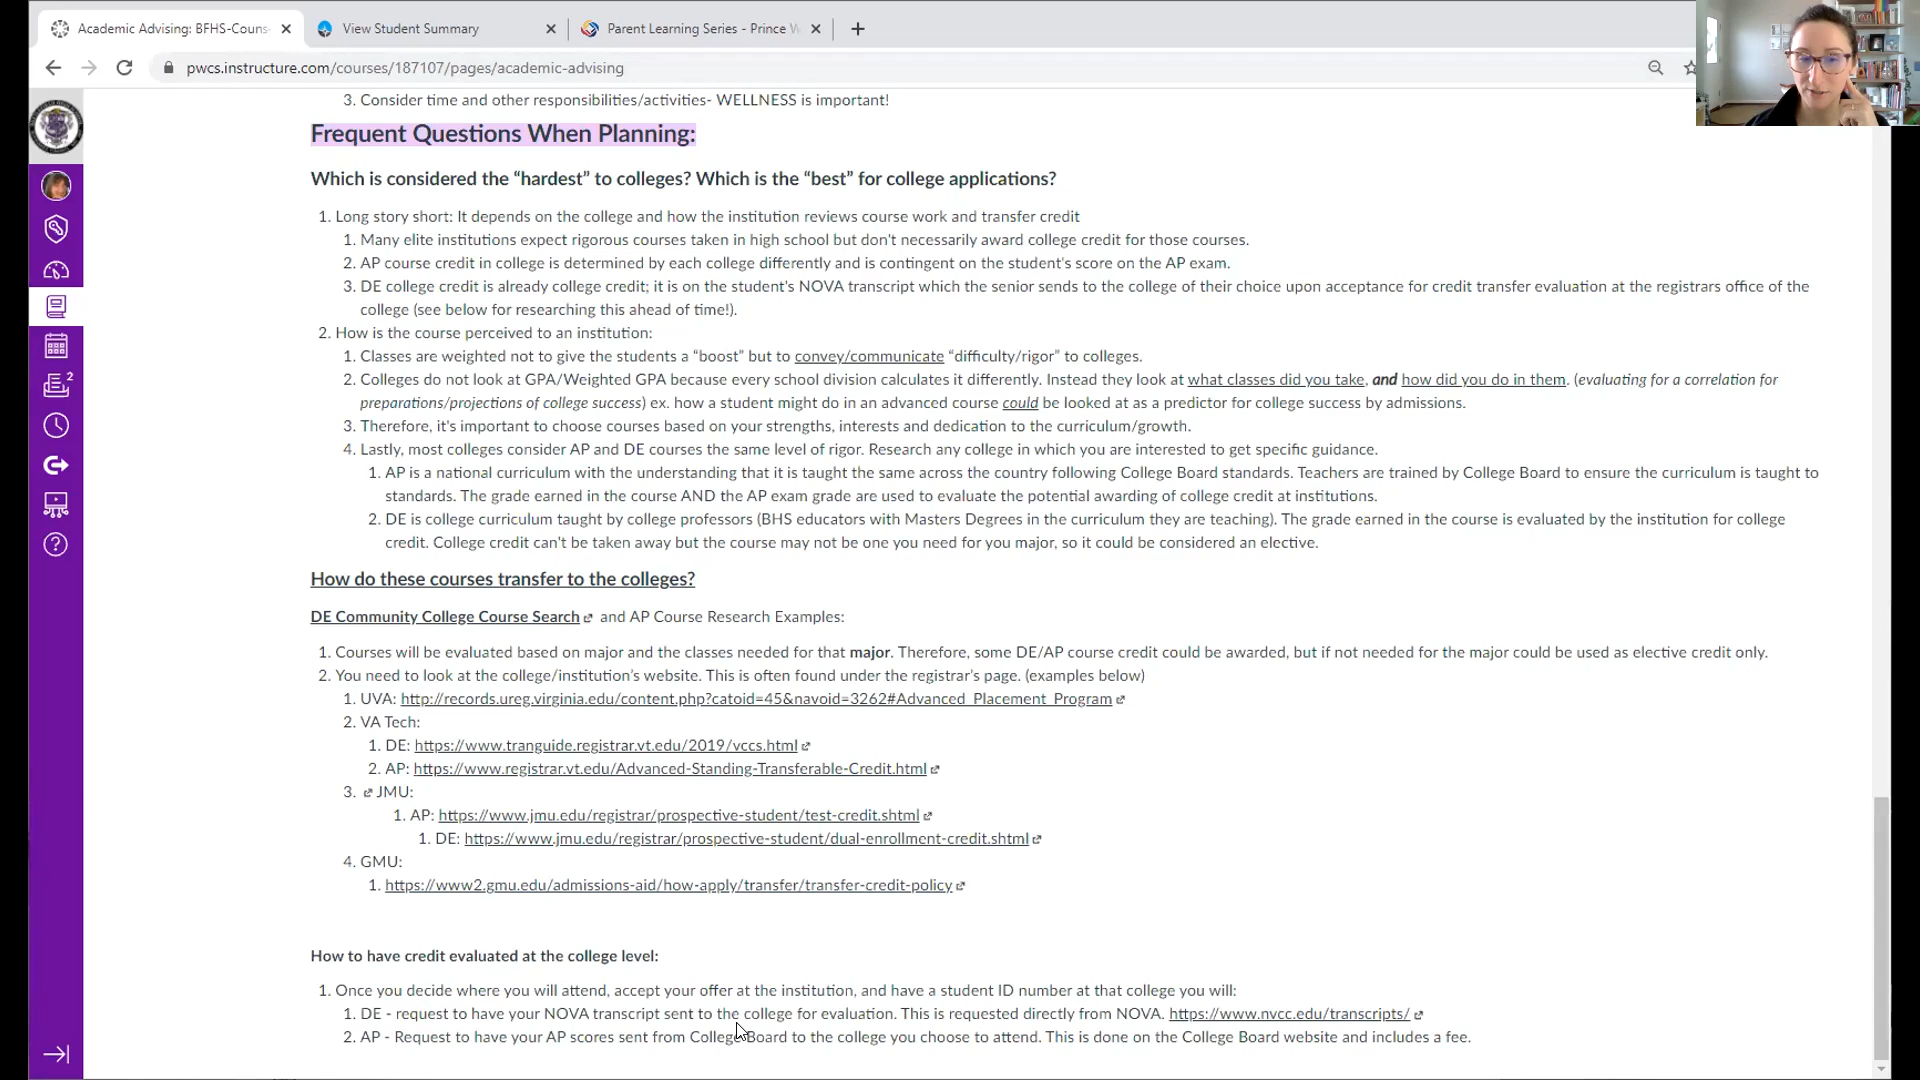 Academic Advising: BFHS-Couns
View Student Summary
Parent Learning Series - Prince W
pwcs.instructure.com/courses/187107/pages/academic-advising
3. Consider time and other responsibilities/activities- WELLNESS is important!
Frequent Questions When Planning:
Which is considered the “hardest” to colleges? Which is the “best” for college applications?
1. Long story short: It depends on the college and how the institution reviews course work and transfer credit
1. Many elite institutions expect rigorous courses taken in high school but don't necessarily award college credit for those courses.
2. AP course credit in college is determined by each college differently and is contingent on the student's score on the AP exam.
3. DE college credit is already college credit; it is on the student's NOVA transcript which the senior sends to the college of their choice upon acceptance for credit transfer evaluation at the registrars office of the
college (see below for researching this ahead of time!).
2. How is the course perceived to an institution:
1. Classes are weighted not to give the students a “boost” but to convey/communicate “difficulty/rigor” to colleges.
2. Colleges do not look at GPA/Weighted GPA because every school division calculates it differently. Instead they look at what classes did you take, and how did you do in them. (evaluating for a correlation for
preparations/projections of college success) ex. how a student might do in an advanced course could be looked at as a predictor for college success by admissions.
3. Therefore, it's important to choose courses based on your strengths, interests and dedication to the curriculum/growth.
4. Lastly, most colleges consider AP and DE courses the same level of rigor. Research any college in which you are interested to get specific guidance.
1. AP is a national curriculum with the understanding that it is taught the same across the country following College Board standards. Teachers are trained by College Board to ensure the curriculum is taught to
standards. The grade earned in the course AND the AP exam grade are used to evaluate the potential awarding of college credit at institutions.
2. DE is college curriculum taught by college professors (BHS educators with Masters Degrees in the curriculum they are teaching). The grade earned in the course is evaluated by the institution for college
credit. College credit can't be taken away but the course may not be one you need for you major, so it could be considered an elective.
How do these courses transfer to the colleges?
DE Community College Course Search and AP Course Research Examples:
1. Courses will be evaluated based on major and the classes needed for that major. Therefore, some DE/AP course credit could be awarded, but if not needed for the major could be used as elective credit only.
2. You need to look at the college/institution's website. This is often found under the registrar's page. (examples below)
1. UVA: http://records.ureg.virginia.edu/content.php?catoid=45&navoid=3262#Advanced_Placement_Program
2. VA Tech:
1. DE: https://www.tranguide.registrar.vt.edu/2019/vccs.html
2. AP: https://www.registrar.vt.edu/Advanced-Standing-Transferable-Credit.html
3. JMU:
1. AP: https://www.jmu.edu/registrar/prospective-student/test-credit.shtml
1. DE: https://www.jmu.edu/registrar/prospective-student/dual-enrollment-credit.shtml
4. GMU:
1. https://www2.gmu.edu/admissions-aid/how-apply/transfer/transfer-credit-policy
How to have credit evaluated at the college level:
1. Once you decide where you will attend, accept your offer at the institution, and have a student ID number at that college you will:
1. DE - request to have your NOVA transcript sent to the college for evaluation. This is requested directly from NOVA. https://www.nvcc.edu/transcripts/
2. AP - Request to have your AP scores sent from College Board to the college you choose to attend. This is done on the College Board website and includes a fee.
2